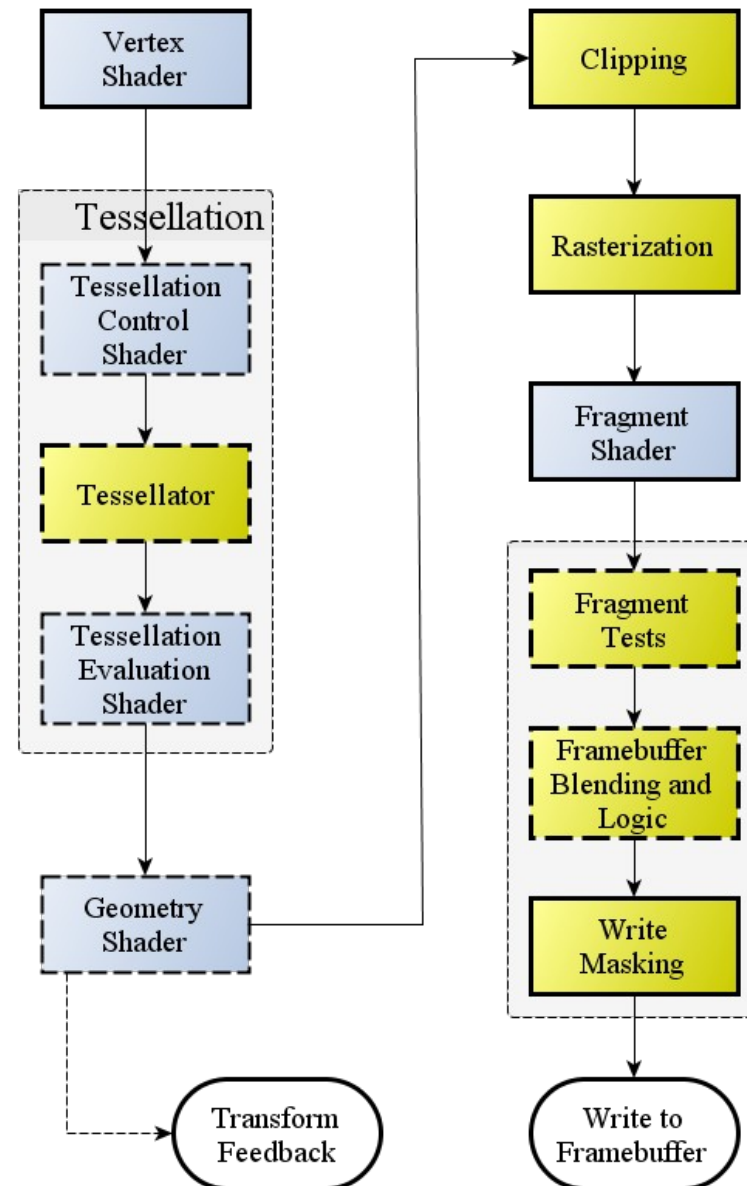 Vertex
Shader
Tessellation
Tessellation
Control
Shader
Tessellator
Tessellation
Evaluation
Shader
Geometry
Shader
Transform
Feedback
Clipping
Rasterization
Fragment
Shader
Fragment
Tests
Framebuffer
Blending and
Logic
Write
Masking
Write to
Framebuffer